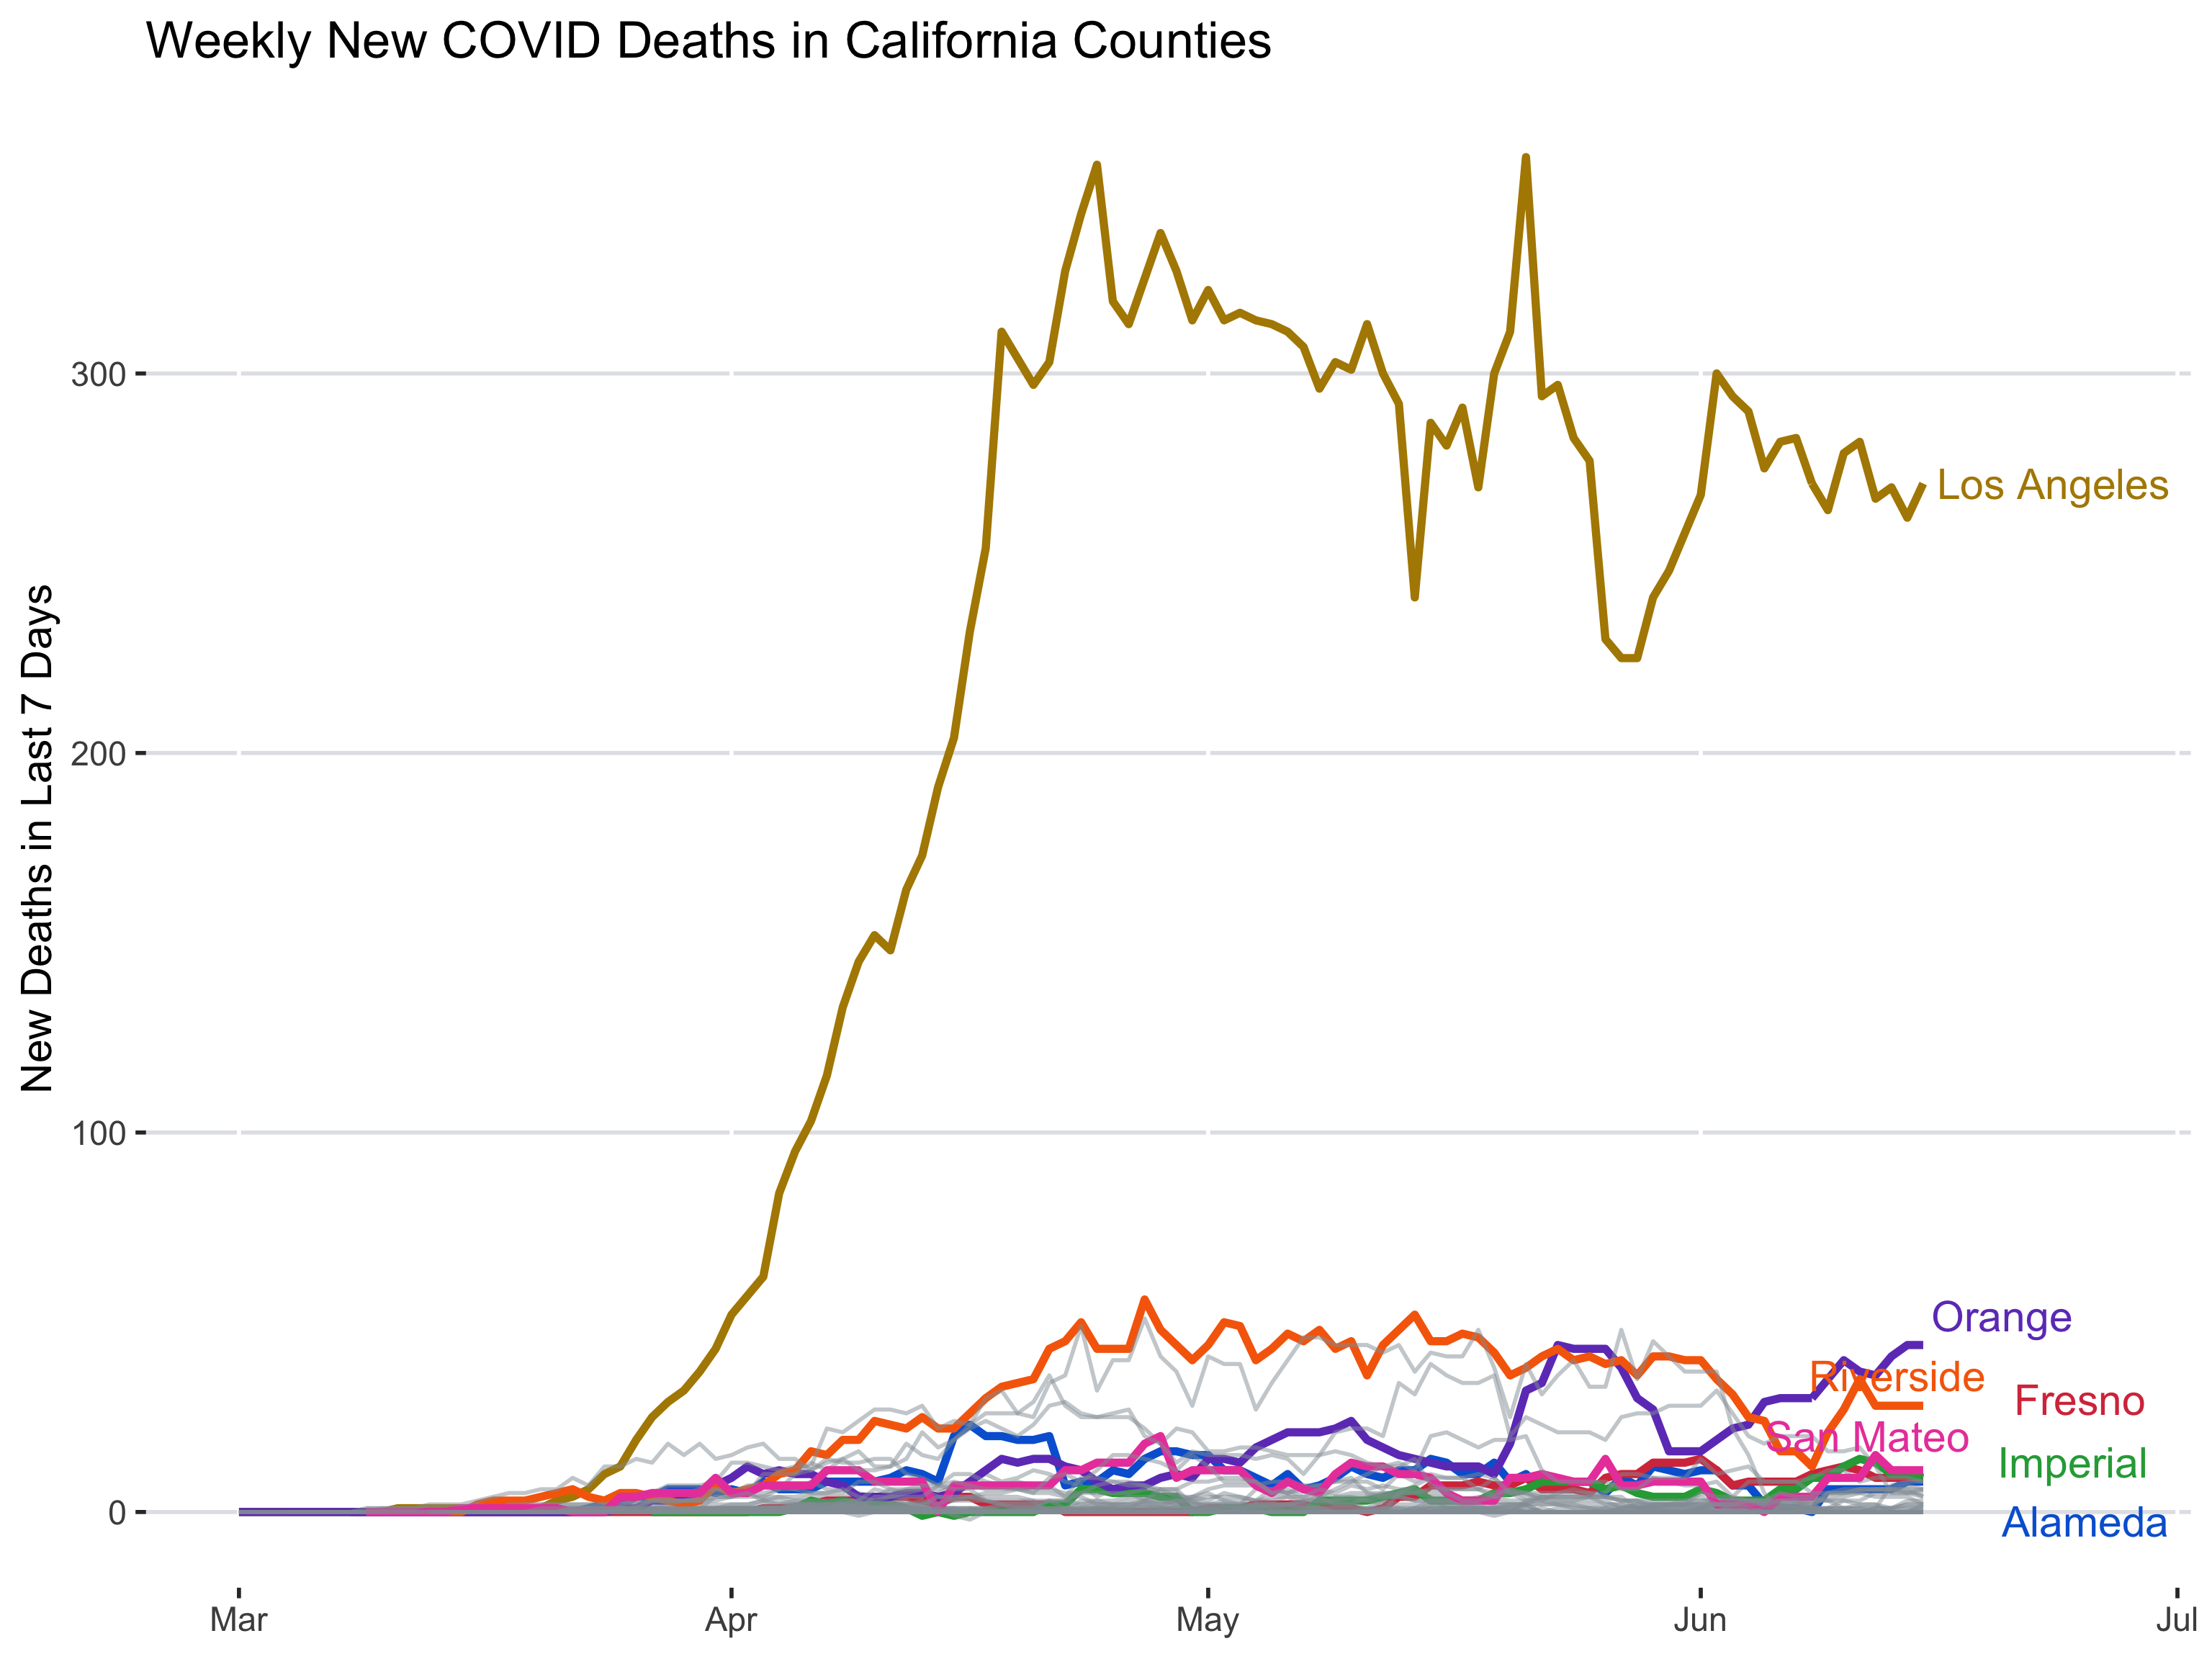 Weekly New COVID Deaths in California Counties
New Deaths in Last 7 Days
300
200
100
0
Los Angeles
Orange
Riverside
Fresno
San Mateo
Imperial
Alameda
Mar
Apr
May
Jun
Jul